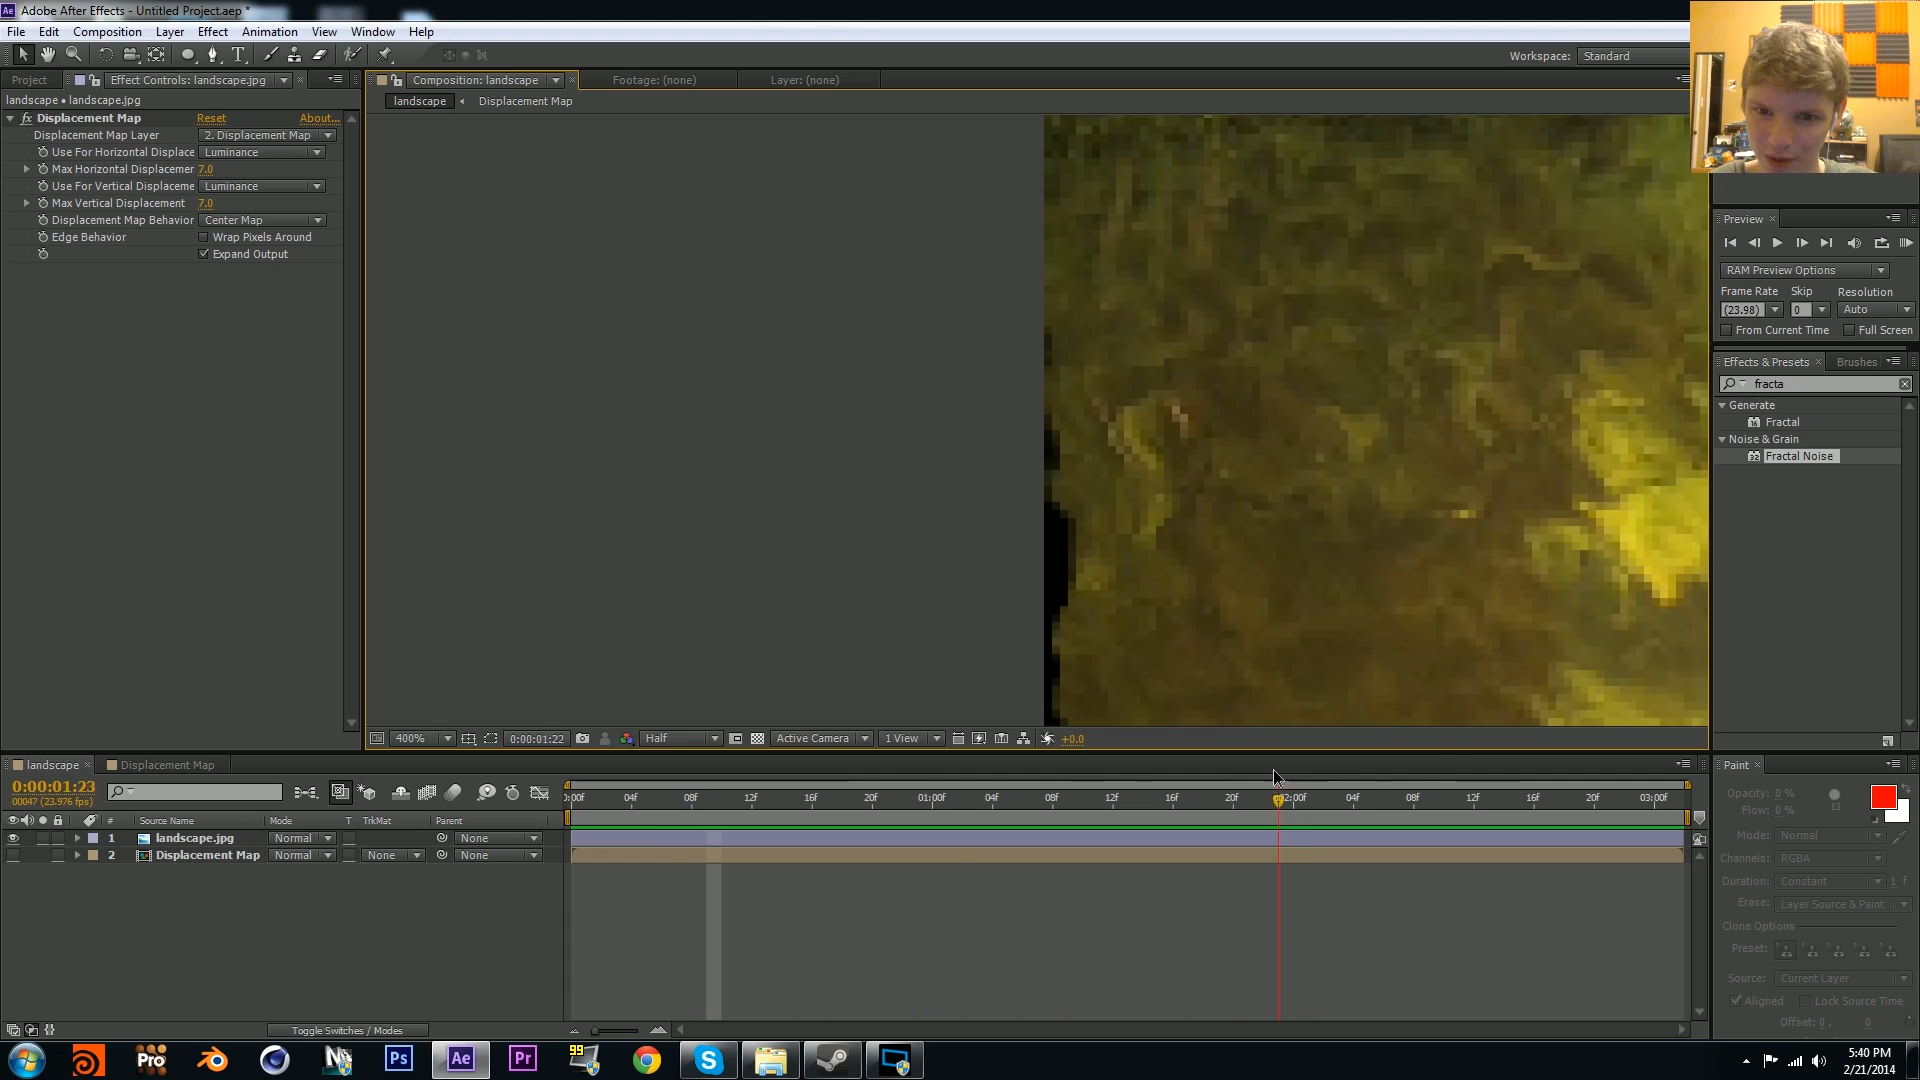 Adobe After Effects - Untitled Project.aep *
File Edit Composition Layer Effect Animation View Window Help
Workspace: Standard
Project Effect Controls: landscape.jpg
Composition: landscape Footage: (none) Layer: (none)
landscape • landscape.jpg
landscape Displacement Map
fx Displacement Map Reset About...
Displacement Map Layer 2. Displacement Map
Use For Horizontal Displace Luminance
Max Horizontal Displacemer 7.0
Use For Vertical Displaceme Luminance
Max Vertical Displacement 7.0
Displacement Map Behavior Center Map
Edge Behavior Wrap Pixels Around
Expand Output
Preview
RAM Preview Options
Frame Rate Skip Resolution
(23.98) 0 Auto
From Current Time Full Screen
Effects & Presets Brushes
fracta
Generate
16 Fractal
Noise & Grain
32 Fractal Noise
400% 0:00:01:22 Half Active Camera 1 View +0.0
landscape Displacement Map
0:00:01:23
00047 (23.976 fps)
):00f 04f 08f 12f 16f 20f 01:00f 04f 08f 12f 16f 20f 02:00f 04f 08f 12f 16f 20f 03:00f
# Source Name Mode T TrkMat Parent
1 landscape.jpg Normal None
2 Displacement Map Normal None None
Toggle Switches / Modes
Paint
Opacity: 0 %
Flow: 0 % 13
Mode: Normal
Channels: RGBA
Duration: Constant 1 f
Erase: Layer Source & Paint
Clone Options
Preset:
Source: Current Layer
Aligned Lock Source Time
Offset: 0 , 0
Pro Ps Ae Pr 99
5:40 PM
2/21/2014